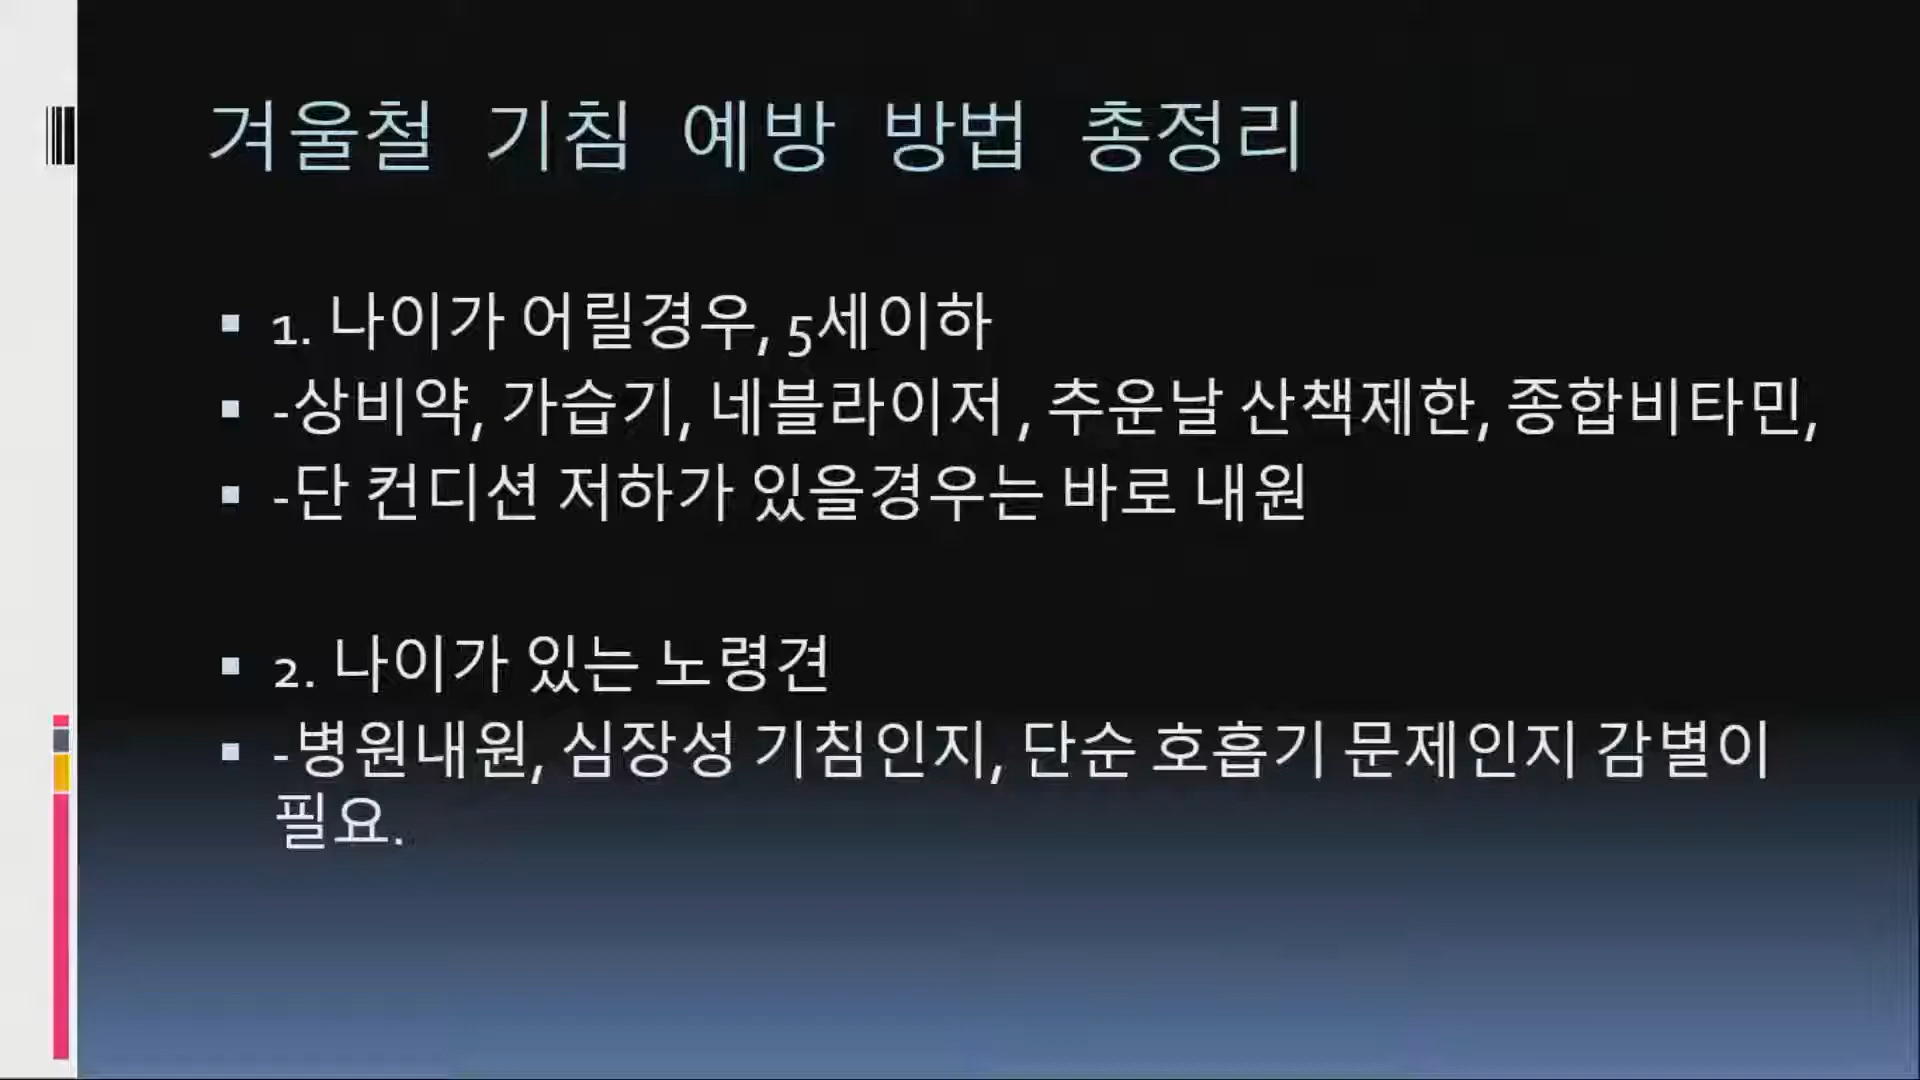 겨울철 기침 예방 방법 총정리
1. 나이가 어릴경우, 5세이하
-상비약, 가습기, 네블라이저 , 추운날 산책제한, 종합비타민,
-단 컨디션 저하가 있을경우는 바로 내원
2. 나이가 있는 노령견
-병원내원, 심장성 기침인지, 단순 호흡기 문제인지 감별이
필요.